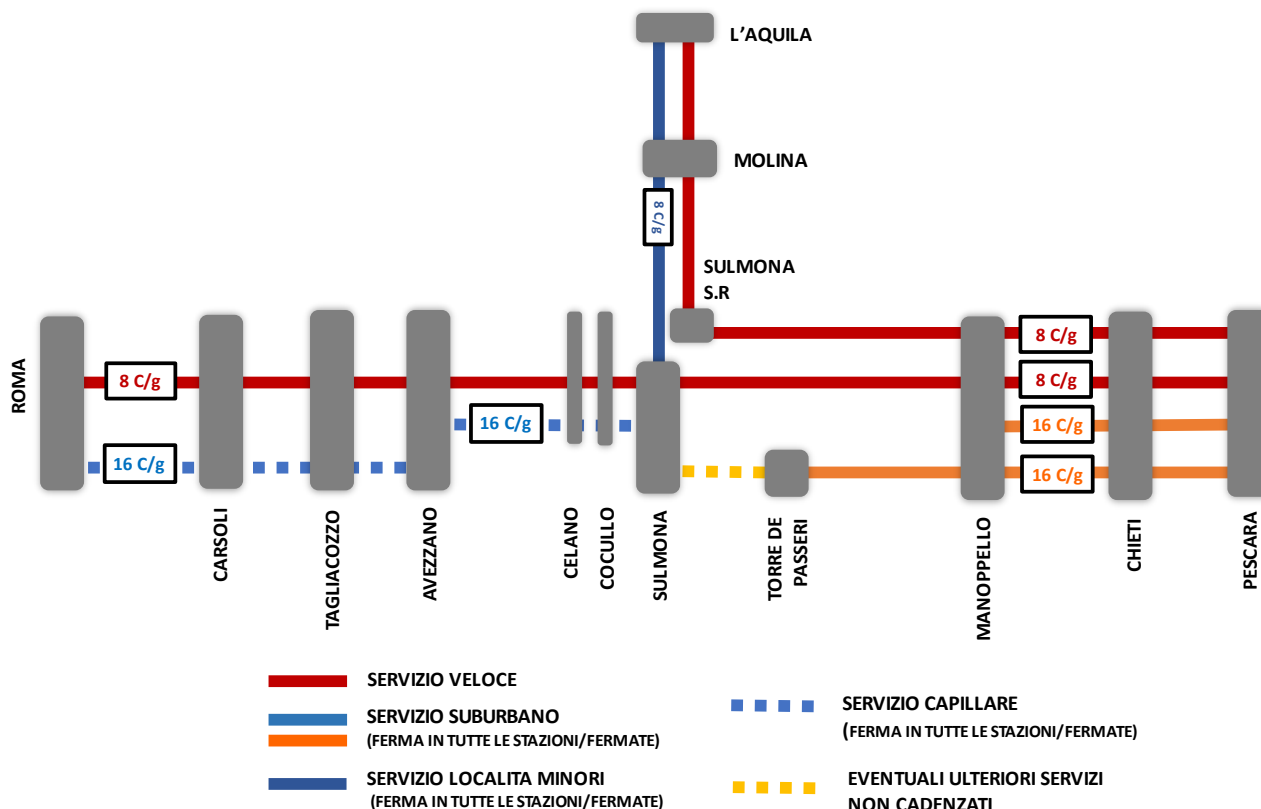 L’AQUILA
MOLINA
8 C/g
SULMONA
S.R
ROMA
8 C/g
8 C/g
8 C/g
16 C/g
16 C/g
16 C/g
16 C/g
CARSOLI
TAGLIACOZZO
AVEZZANO
CELANO
COCULLO
SULMONA
TORRE DE
PASSERI
MANOPPELLO
CHIETI
PESCARA
SERVIZIO VELOCE
SERVIZIO SUBURBANO
(FERMA IN TUTTE LE STAZIONI/FERMATE)
SERVIZIO LOCALITA MINORI
(FERMA IN TUTTE LE STAZIONI/FERMATE)
SERVIZIO CAPILLARE
(FERMA IN TUTTE LE STAZIONI/FERMATE)
EVENTUALI ULTERIORI SERVIZI
NON CADENZATI